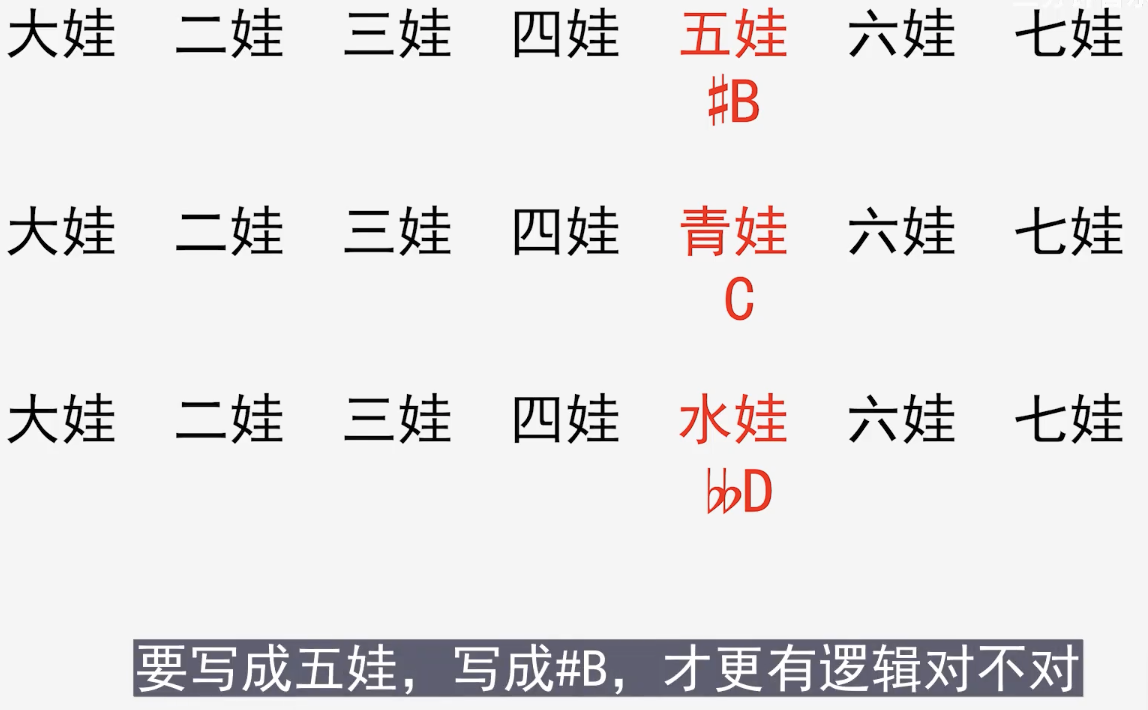 大娃 二娃 三娃 四娃 五娃 六娃 七娃
♯B
大娃 二娃 三娃 四娃 青娃 六娃 七娃
C
大娃 二娃 三娃 四娃 水娃 六娃 七娃
♭♭D
要写成五娃，写成#B，才更有逻辑对不对